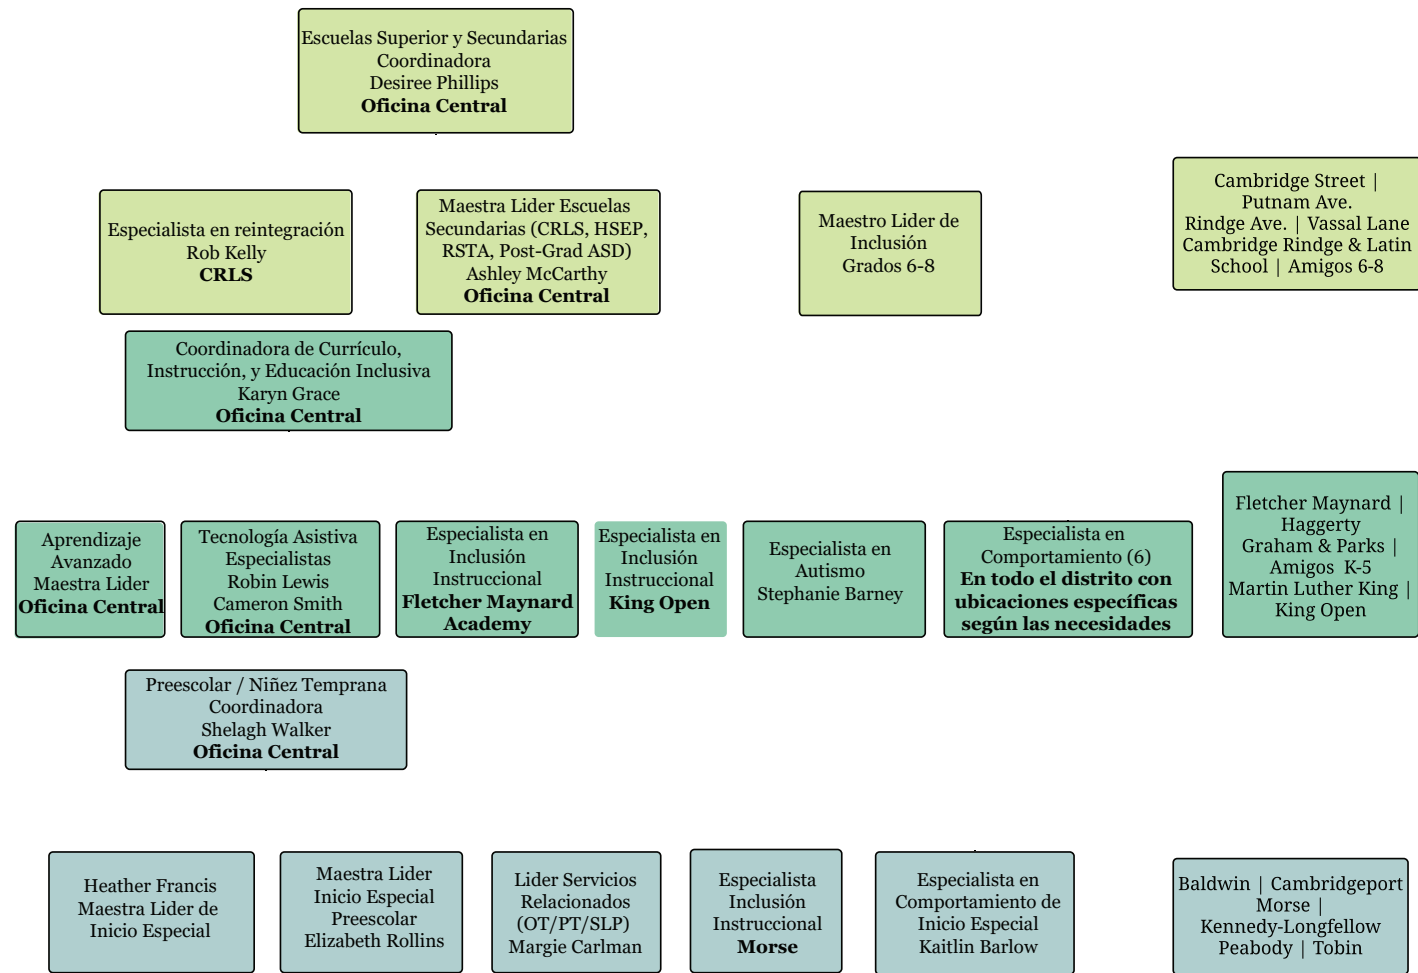 Escuelas Superior y Secundarias
Coordinadora
Desiree Phillips
Oficina Central
Especialista en reintegración
Rob Kelly
CRLS
Maestra Lider Escuelas
Secundarias (CRLS, HSEP,
RSTA, Post-Grad ASD)
Ashley McCarthy
Oficina Central
Maestro Lider de
Inclusión
Grados 6-8
Cambridge Street |
Putnam Ave.
Rindge Ave. | Vassal Lane
Cambridge Rindge & Latin
School | Amigos 6-8
Coordinadora de Currículo,
Instrucción, y Educación Inclusiva
Karyn Grace
Oficina Central
Aprendizaje
Avanzado
Maestra Lider
Oficina Central
Tecnología Asistiva
Especialistas
Robin Lewis
Cameron Smith
Oficina Central
Especialista en
Inclusión
Instruccional
Fletcher Maynard
Academy
Especialista en
Inclusión
Instruccional
King Open
Especialista en
Autismo
Stephanie Barney
Especialista en
Comportamiento (6)
En todo el distrito con
ubicaciones específicas
según las necesidades
Fletcher Maynard |
Haggerty
Graham & Parks |
Amigos K-5
Martin Luther King |
King Open
Preescolar / Niñez Temprana
Coordinadora
Shelagh Walker
Oficina Central
Heather Francis
Maestra Lider de
Inicio Especial
Maestra Lider
Inicio Especial
Preescolar
Elizabeth Rollins
Lider Servicios
Relacionados
(OT/PT/SLP)
Margie Carlman
Especialista
Inclusión
Instruccional
Morse
Especialista en
Comportamiento de
Inicio Especial
Kaitlin Barlow
Baldwin | Cambridgeport
Morse |
Kennedy-Longfellow
Peabody | Tobin